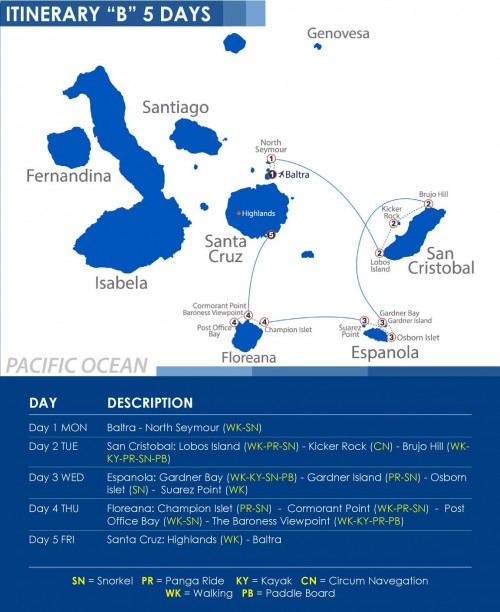 ITINERARY “B” 5 DAYS
Genovesa
Santiago
North
Seymour
1
Fernandina
1 Baltra
Brujo Hill
2
Kicker
Rock
2
Highlands
Santa
Cruz
5
2
Lobos
Island
San
Cristobal
Isabela
Cormorant Point
Baroness Viewpoint
4
Gardner Bay
Gardner Island
Post Office
Bay
4
4
Champion Islet
Suarez
Point
3
3
3
Osborn Islet
Floreana
Espanola
PACIFIC OCEAN
DAY DESCRIPTION
Day 1 MON Baltra - North Seymour (WK-SN)
Day 2 TUE San Cristobal: Lobos Island (WK-PR-SN) - Kicker Rock (CN) - Brujo Hill (WK-
KY-PR-SN-PB)
Day 3 WED Espanola: Gardner Bay (WK-KY-SN-PB) - Gardner Island (PR-SN) - Osborn
islet (SN) - Suarez Point (WK)
Day 4 THU Floreana: Champion Islet (PR-SN) - Cormorant Point (WK-PR-SN) - Post
Office Bay (WK-SN) - The Baroness Viewpoint (WK-KY-PR-PB)
Day 5 FRI Santa Cruz: Highlands (WK) - Baltra
SN = Snorkel PR = Panga Ride KY = Kayak CN = Circum Navegation
WK = Walking PB = Paddle Board